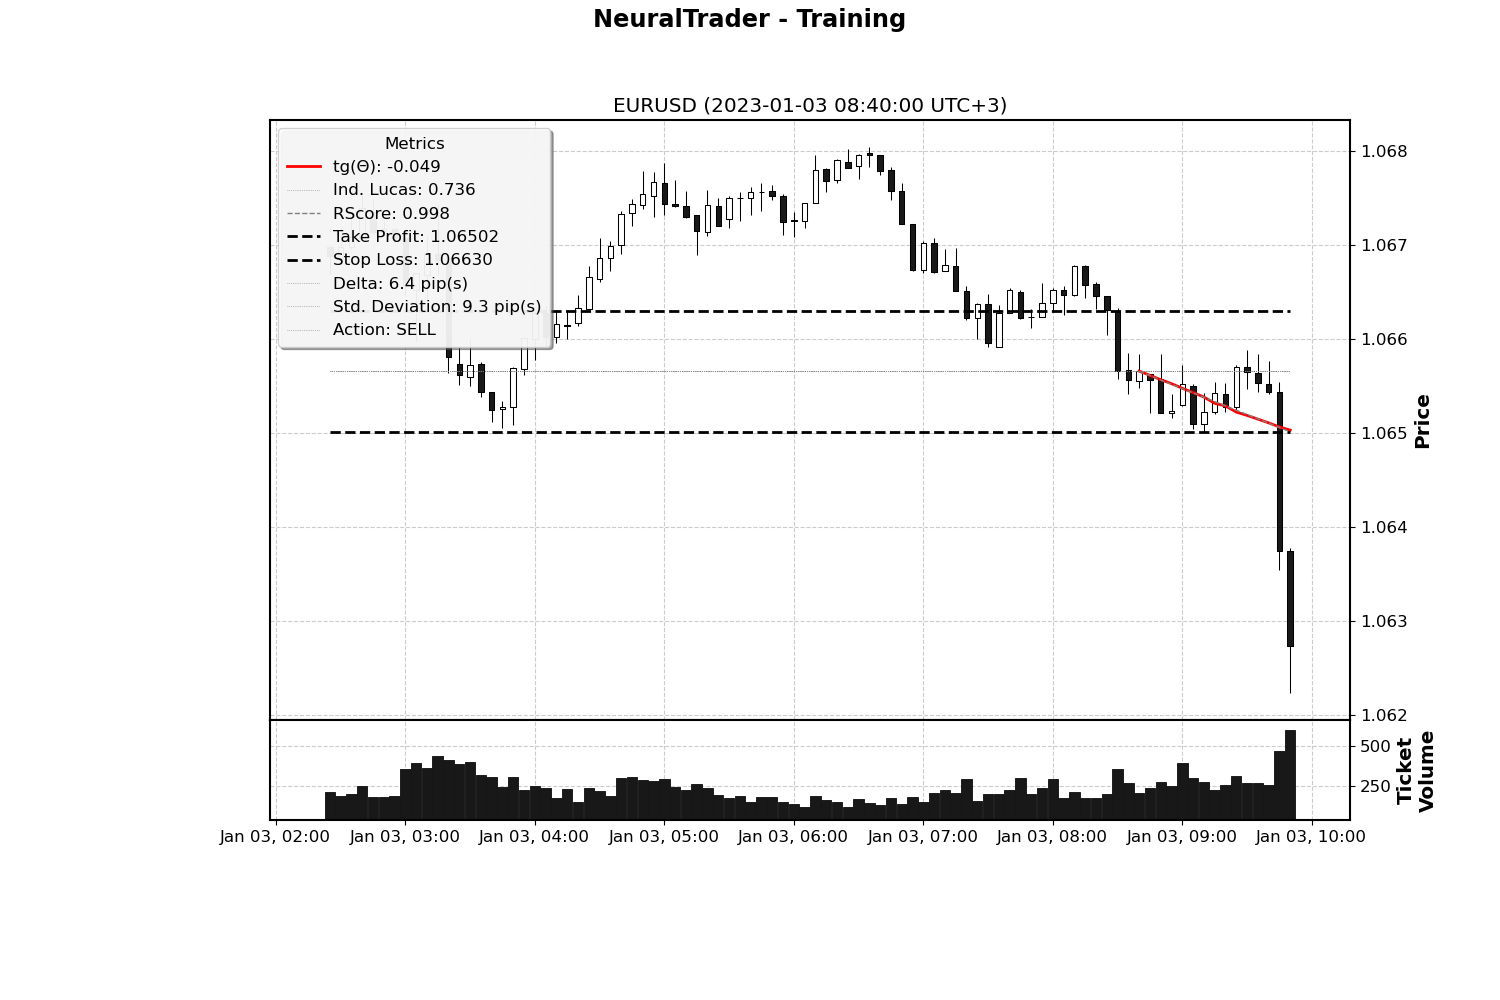 NeuralTrader - Training
EURUSD (2023-01-03 08:40:00 UTC+3)
Metrics
tg(Θ): -0.049
Ind. Lucas: 0.736
RScore: 0.998
Take Profit: 1.06502
Stop Loss: 1.06630
Delta: 6.4 pip(s)
Std. Deviation: 9.3 pip(s)
Action: SELL
1.068
1.067
1.066
1.065
1.064
1.063
1.062
Price
500
250
Ticket
Volume
Jan 03, 02:00
Jan 03, 03:00
Jan 03, 04:00
Jan 03, 05:00
Jan 03, 06:00
Jan 03, 07:00
Jan 03, 08:00
Jan 03, 09:00
Jan 03, 10:00